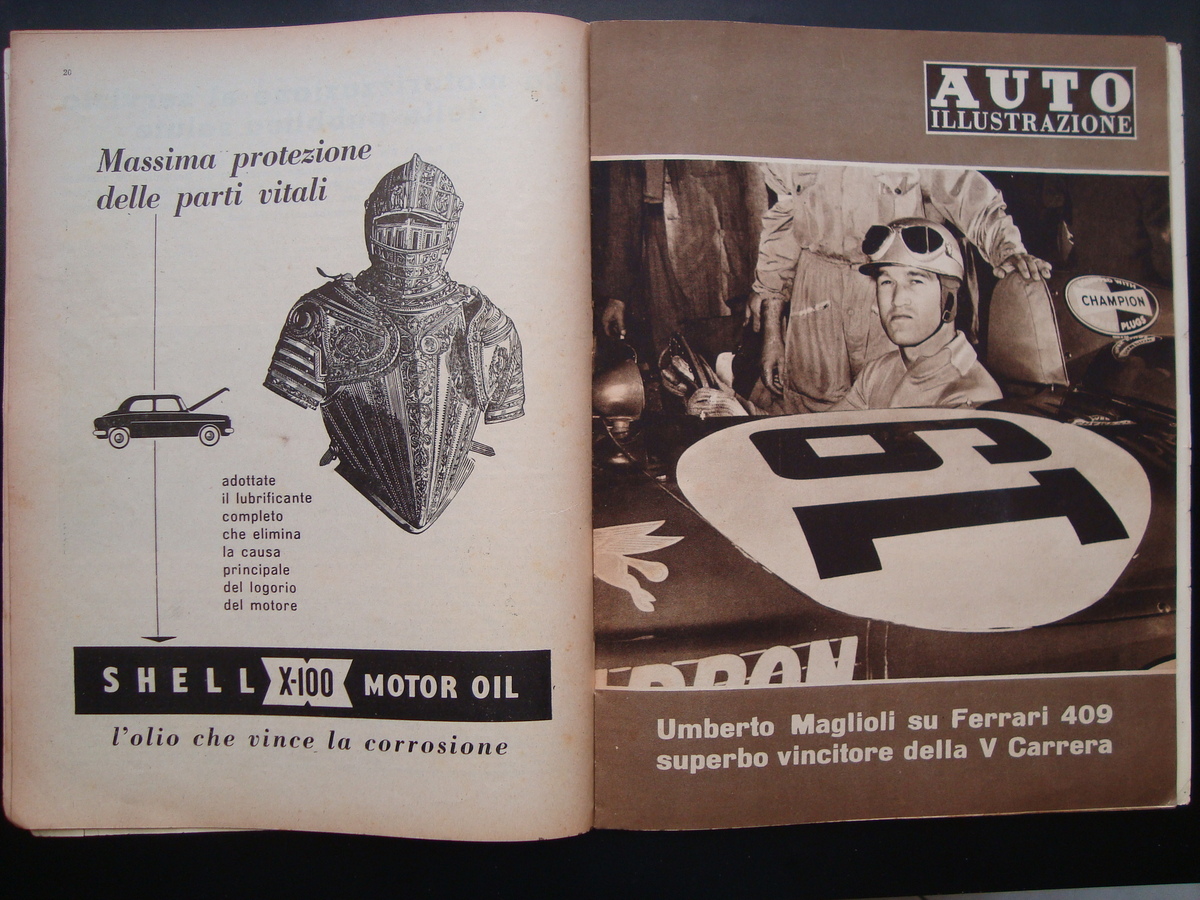 20
Massima protezione
delle parti vitali
adottate
il lubrificante
completo
che elimina
la causa
principale
del logorio
del motore
SHELL X-100 MOTOR OIL
l'olio che vince la corrosione
AUTO
ILLUSTRAZIONE
CHAMPION
PLUGS
19
Umberto Maglioli su Ferrari 409
superbo vincitore della V Carrera